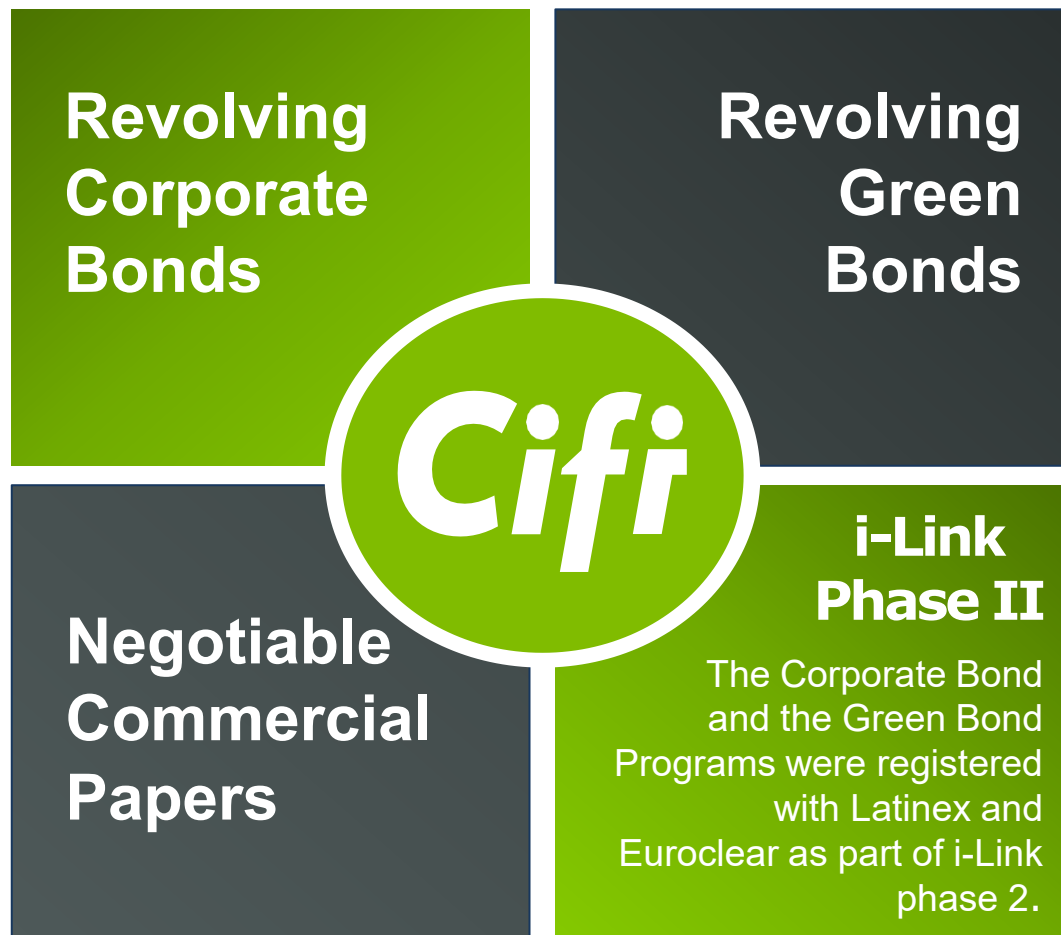 Revolving
Corporate
Bonds
Revolving
Green
Bonds
Cifi
Negotiable
Commercial
Papers
i-Link
Phase II
The Corporate Bond
and the Green Bond
Programs were registered
with Latinex and
Euroclear as part of i-Link
phase 2.